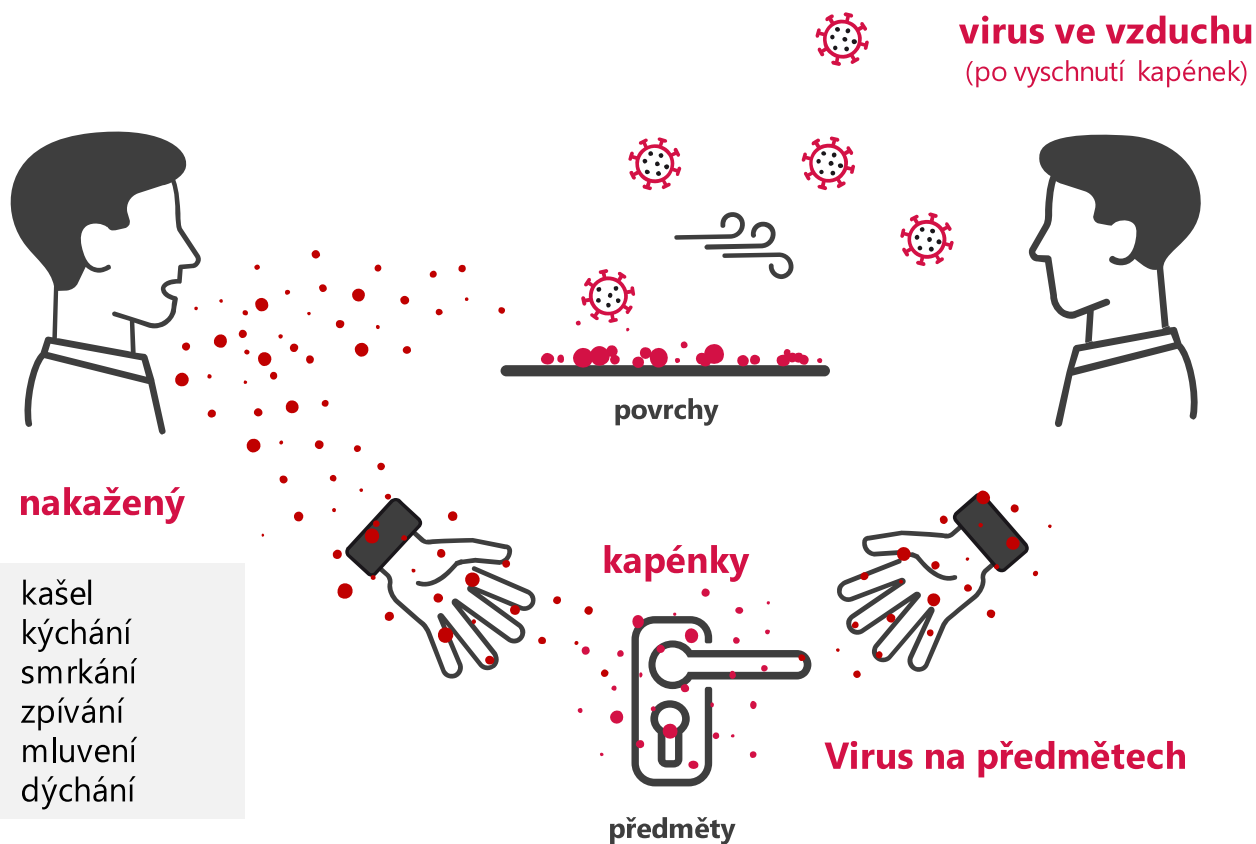 virus ve vzduchu
(po vyschnutí kapének)
povrchy
nakažený
kašel
kýchání
smrkání
zpívání
mluvení
dýchání
kapénky
Virus na předmětech
předměty